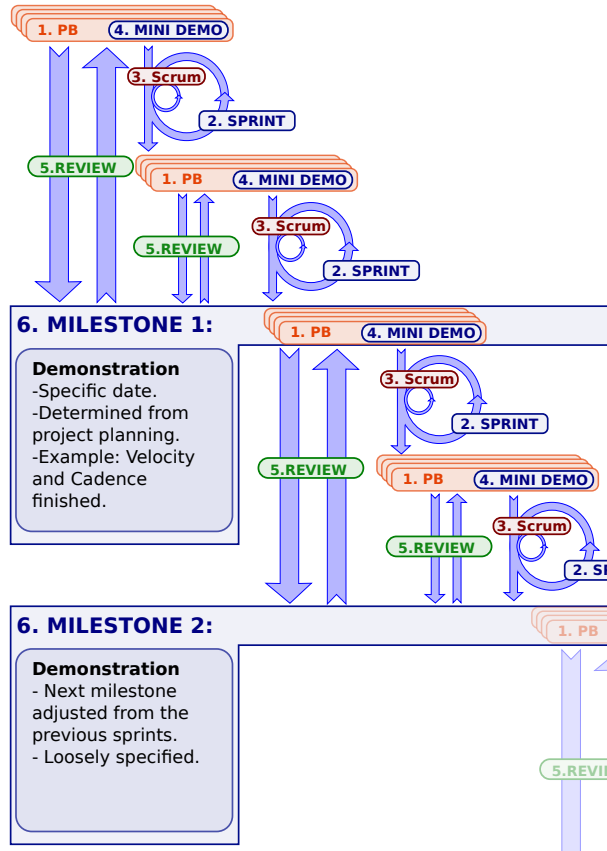 1. PB
4. MINI DEMO
3. Scrum
2. SPRINT
5.REVIEW
1. PB
4. MINI DEMO
3. Scrum
5.REVIEW
2. SPRINT
6. MILESTONE 1:
1. PB
4. MINI DEMO
Demonstration
-Specific date.
-Determined from
project planning.
-Example: Velocity
and Cadence
finished.
3. Scrum
2. SPRINT
5.REVIEW
1. PB
4. MINI DEMO
3. Scrum
5.REVIEW
2.
6. MILESTONE 2:
1. PB
Demonstration
- Next milestone
adjusted from the
previous sprints.
- Loosely specified.